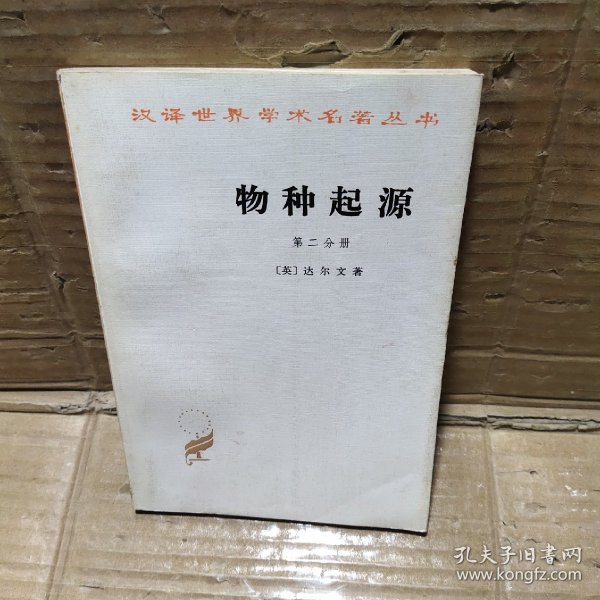 汉译世界学术名著丛书
物种起源
第二分册
〔英〕达尔文著
孔夫子旧书网
www.kongfz.com